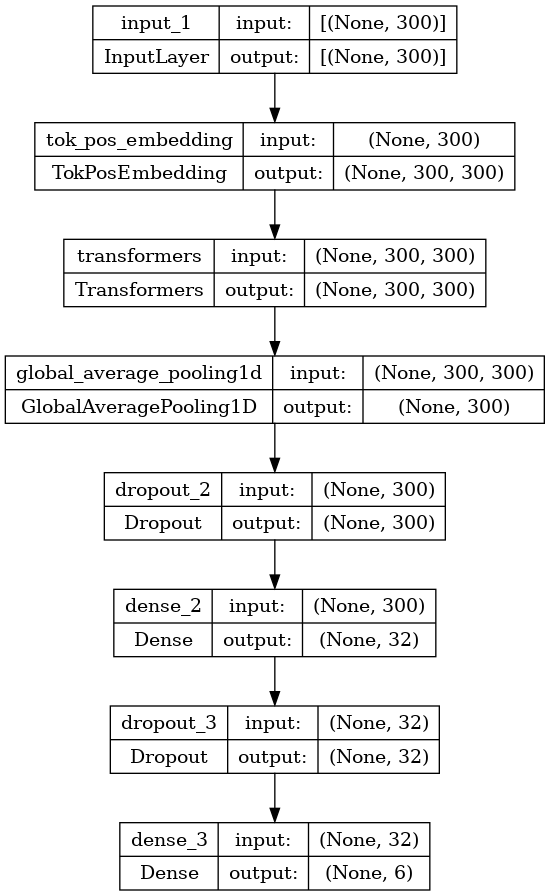 input_1 input: [(None, 300)]
InputLayer output: [(None, 300)]
tok_pos_embedding input: (None, 300)
TokPosEmbedding output: (None, 300, 300)
transformers input: (None, 300, 300)
Transformers output: (None, 300, 300)
global_average_pooling1d input: (None, 300, 300)
GlobalAveragePooling1D output: (None, 300)
dropout_2 input: (None, 300)
Dropout output: (None, 300)
dense_2 input: (None, 300)
Dense output: (None, 32)
dropout_3 input: (None, 32)
Dropout output: (None, 32)
dense_3 input: (None, 32)
Dense output: (None, 6)